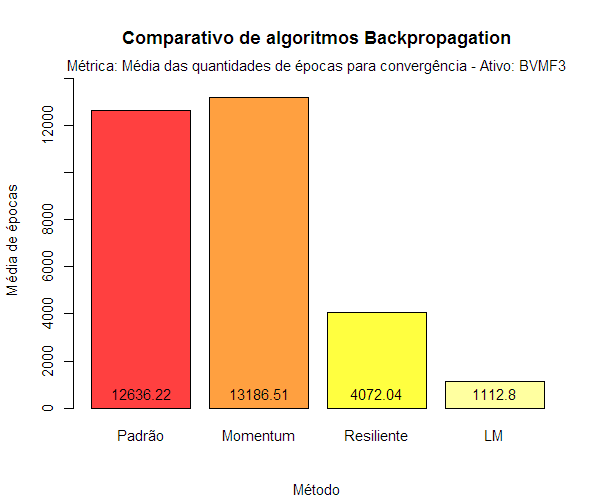 Comparativo de algoritmos Backpropagation
Métrica: Média das quantidades de épocas para convergência - Ativo: BVMF3
Média de épocas
12000
8000
6000
4000
2000
0
12636.22
13186.51
4072.04
1112.8
Padrão
Momentum
Resiliente
LM
Método